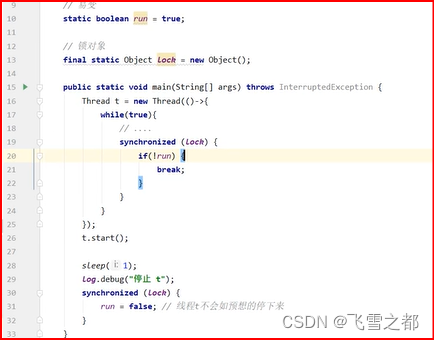 9 // 易变
10 static boolean run = true;
11
12 // 锁对象
13 final static Object lock = new Object();
14
15 public static void main(String[] args) throws InterruptedException {
16 Thread t = new Thread(()->{
17 while(true){
18 // ....
19 synchronized (lock) {
20 if(!run) {
21 break;
22 }
23 }
24 }
25 });
26 t.start();
27
28 sleep( i: 1);
29 log.debug("停止 t");
30 synchronized (lock) {
31 run = false; // 线程t不会如预想的停下来
32 }
33 }
CSDN @飞雪之都